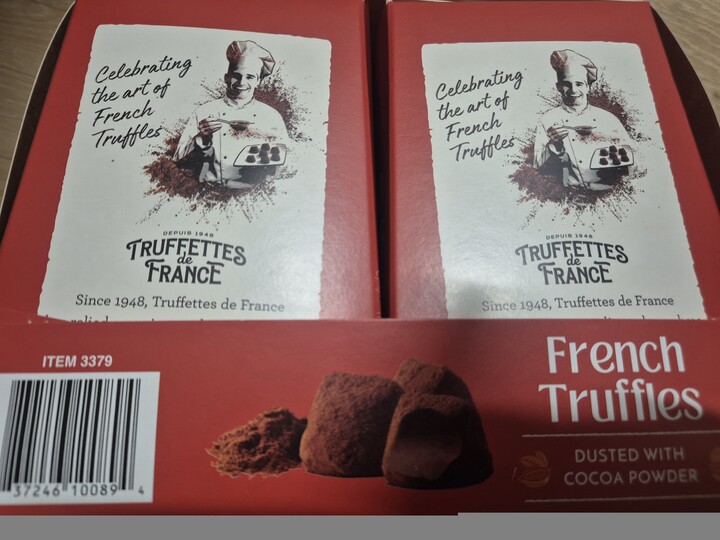 Celebrating
the art of
French
Truffles
DEPUIS 1948
TRUFFETTES
de
FRANCE
Since 1948, Truffettes de France
Celebrating
the art of
French
Truffles
DEPUIS 1948
TRUFFETTES
de
FRANCE
Since 1948, Truffettes de France
ITEM 3379
37246 10089 4
French
Truffles
DUSTED WITH
COCOA POWDER